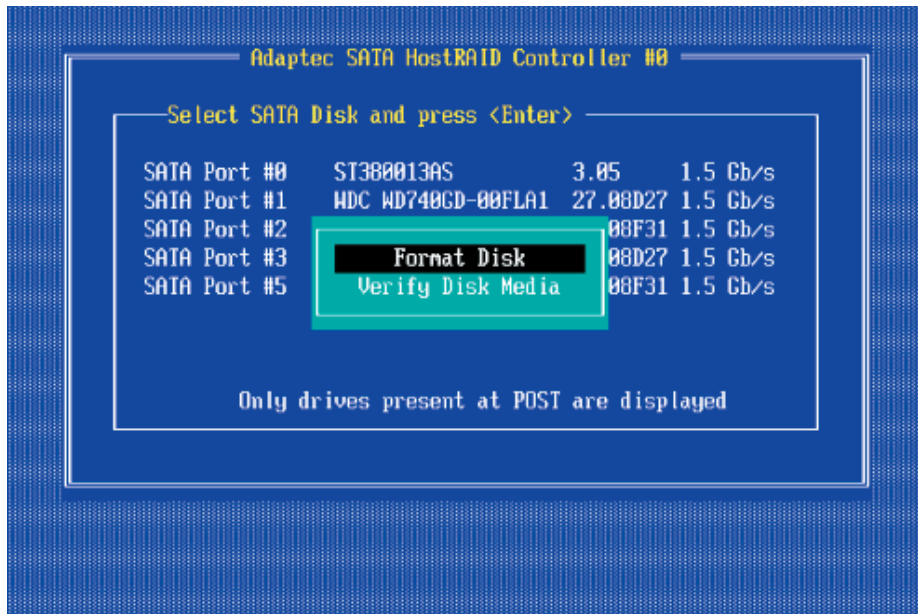 Adaptec SATA HostRAID Controller #0
Select SATA Disk and press <Enter>
SATA Port #0 ST380013AS 3.05 1.5 Gb/s
SATA Port #1 WDC WD740GD-00FLA1 27.08D27 1.5 Gb/s
SATA Port #2 08F31 1.5 Gb/s
SATA Port #3 Format Disk 08D27 1.5 Gb/s
SATA Port #5 Verify Disk Media 08F31 1.5 Gb/s
Only drives present at POST are displayed